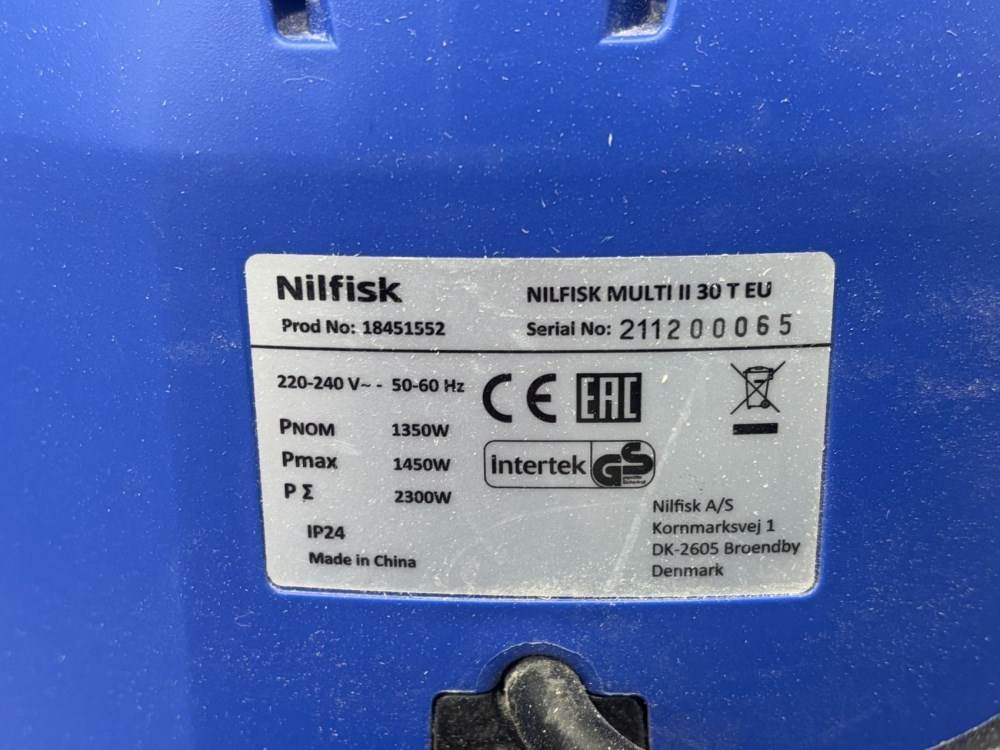 Nilfisk
NILFISK MULTI II 30 T EU
Prod No: 18451552
Serial No: 211200065
220-240 V~ - 50-60 Hz
CE EAC
PNOM 1350W
Pmax 1450W
P Σ 2300W
intertek GS
IP24
Made in China
Nilfisk A/S
Kornmarksvej 1
DK-2605 Broendby
Denmark